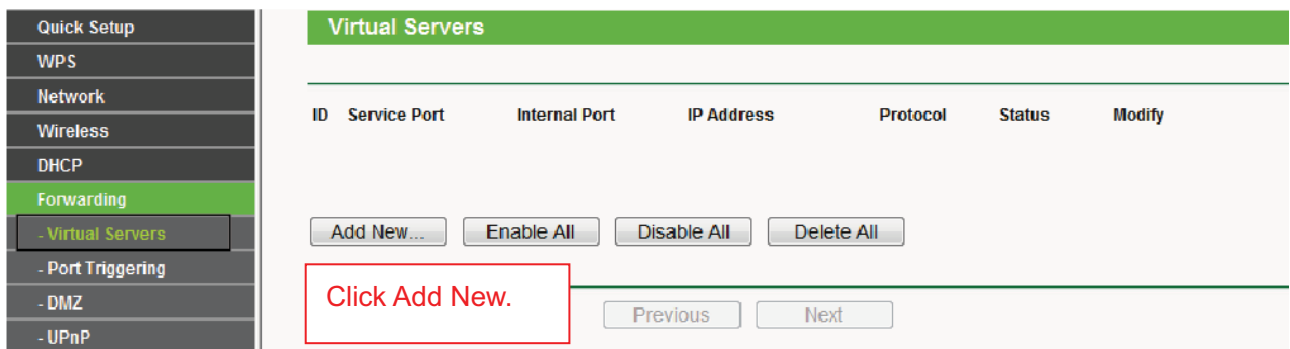 Quick Setup
WPS
Network
Wireless
DHCP
Forwarding
- Virtual Servers
- Port Triggering
- DMZ
- UPnP
Virtual Servers
ID Service Port Internal Port IP Address Protocol Status Modify
Add New... Enable All Disable All Delete All
Click Add New.
Previous Next